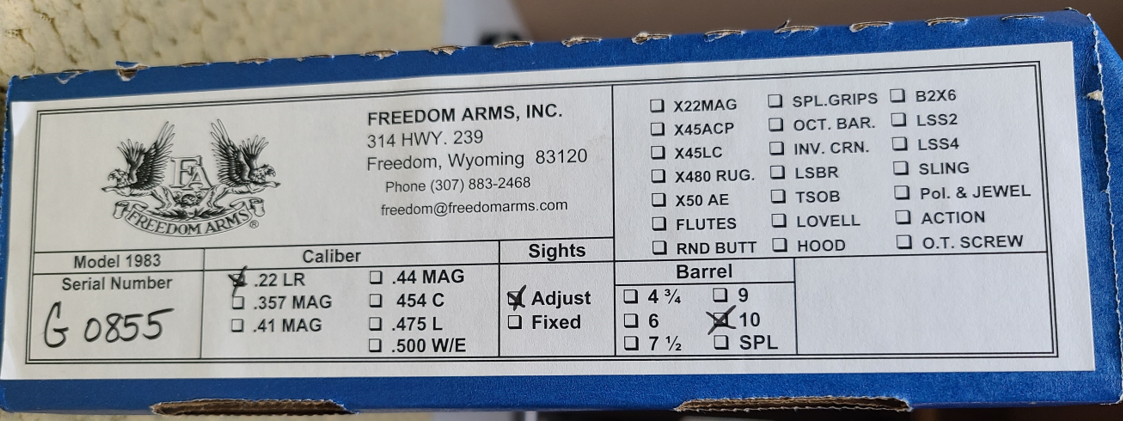 FREEDOM ARMS, INC.
314 HWY. 239
Freedom, Wyoming 83120
Phone (307) 883-2468
freedom@freedomarms.com
FA
FREEDOM ARMS®
X22MAG
X45ACP
X45LC
X480 RUG.
X50 AE
FLUTES
RND BUTT
SPL.GRIPS
OCT. BAR.
INV. CRN.
LSBR
TSOB
LOVELL
HOOD
B2X6
LSS2
LSS4
SLING
Pol. & JEWEL
ACTION
O.T. SCREW
Model 1983
Serial Number
G 0855
Caliber
.22 LR
.357 MAG
.41 MAG
.44 MAG
454 C
.475 L
.500 W/E
Sights
Adjust
Fixed
Barrel
4 ¾
6
7 ½
9
10
SPL